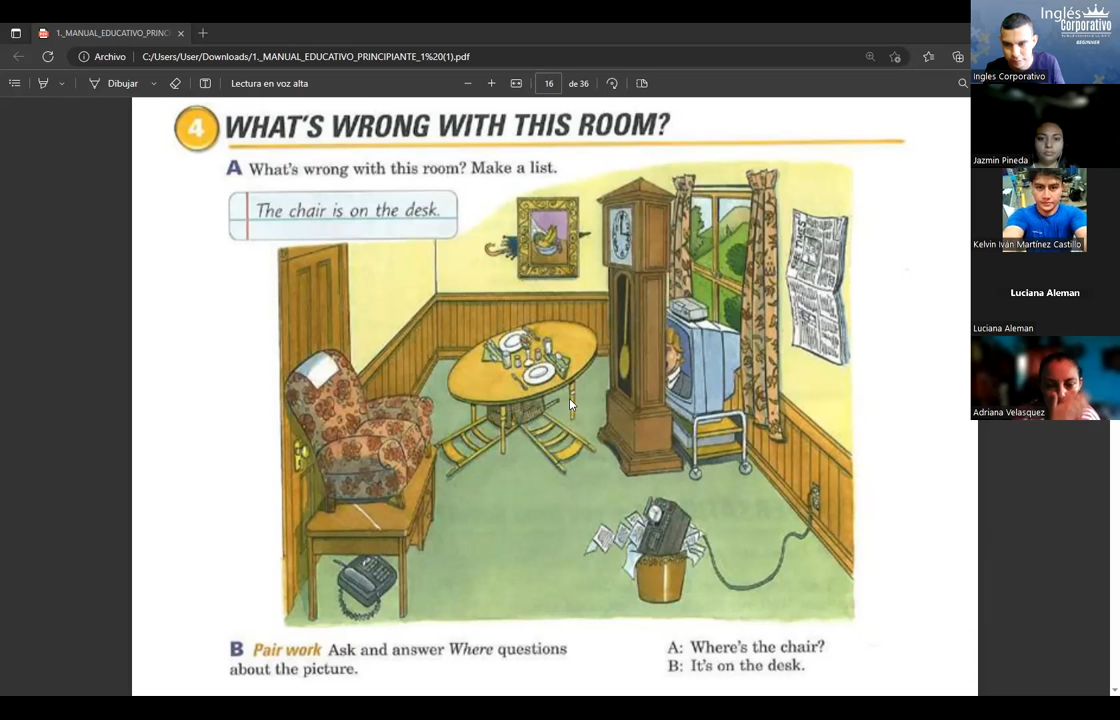 1._MANUAL_EDUCATIVO_PRINC
Archivo
C:/Users/User/Downloads/1._MANUAL_EDUCATIVO_PRINCIPIANTE_1%20(1).pdf
Dibujar
Lectura en voz alta
16
de 36
4 WHAT'S WRONG WITH THIS ROOM?
A What's wrong with this room? Make a list.
The chair is on the desk.
B Pair work Ask and answer Where questions
about the picture.
A: Where's the chair?
B: It's on the desk.
Inglés
Corporativo
BEGINNER
Ingles Corporativo
Jazmin Pineda
Kelvin Iván Martínez Castillo
Luciana Aleman
Luciana Aleman
Adriana Velasquez